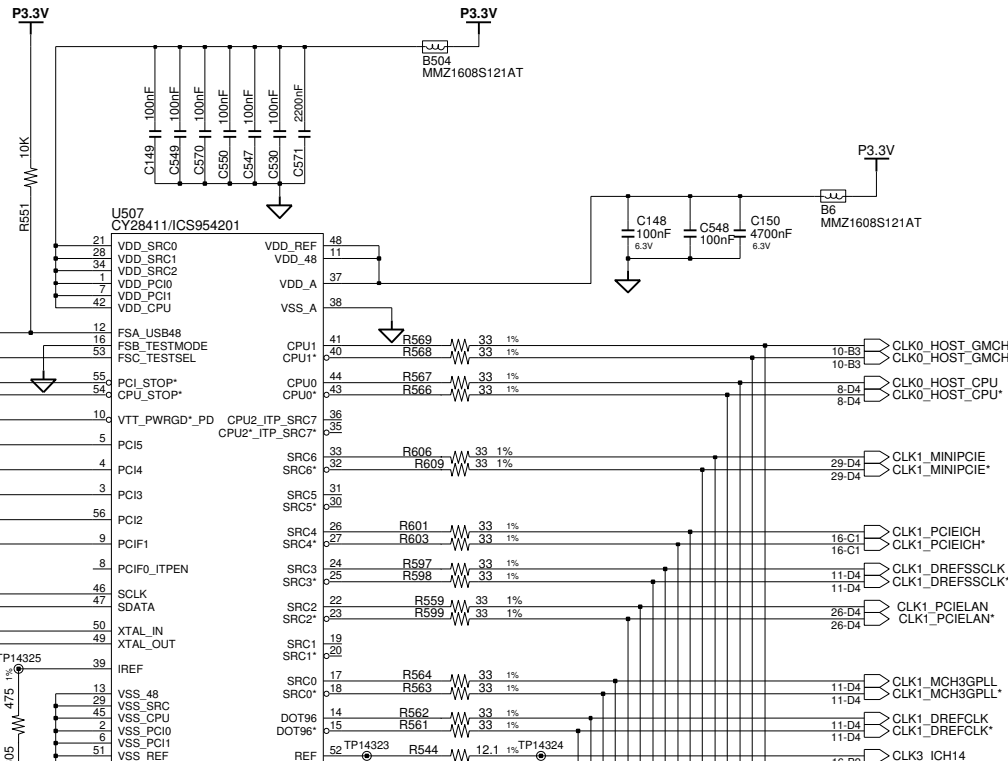 P3.3V
P3.3V
B504
MMZ1608S121AT
R551 10K
C149 100nF
C549 100nF
C570 100nF
C550 100nF
C547 100nF
C530 100nF
C571 2200nF
P3.3V
B6
MMZ1608S121AT
C148
100nF
6.3V
C548
100nF
C150
4700nF
6.3V
U507
CY28411/ICS954201
21 VDD_SRC0
28 VDD_SRC1
34 VDD_SRC2
1 VDD_PCI0
7 VDD_PCI1
42 VDD_CPU
12 FSA_USB48
16 FSB_TESTMODE
53 FSC_TESTSEL
55 PCI_STOP*
54 CPU_STOP*
10 VTT_PWRGD*_PD
5 PCI5
4 PCI4
3 PCI3
56 PCI2
9 PCIF1
8 PCIF0_ITPEN
46 SCLK
47 SDATA
50 XTAL_IN
49 XTAL_OUT
39 IREF
13 VSS_48
29 VSS_SRC
45 VSS_CPU
2 VSS_PCI0
6 VSS_PCI1
51 VSS_REF
TP14325
475 1%
VDD_REF 48
VDD_48 11
VDD_A 37
VSS_A 38
CPU1 41 R569 33 1% CLK0_HOST_GMCH
CPU1* 40 R568 33 1% 10-B3 CLK0_HOST_GMCH
10-B3
CPU0 44 R567 33 1% CLK0_HOST_CPU
CPU0* 43 R566 33 1% 8-D4 CLK0_HOST_CPU*
8-D4
CPU2_ITP_SRC7 36
CPU2*_ITP_SRC7* 35
SRC6 33 R606 33 1% CLK1_MINIPCIE
SRC6* 32 R609 33 1% 29-D4 CLK1_MINIPCIE*
29-D4
SRC5 31
SRC5* 30
SRC4 26 R601 33 1% CLK1_PCIEICH
SRC4* 27 R603 33 1% 16-C1 CLK1_PCIEICH*
16-C1
SRC3 24 R597 33 1% CLK1_DREFSSCLK
SRC3* 25 R598 33 1% 11-D4 CLK1_DREFSSCLK*
11-D4
SRC2 22 R559 33 1% CLK1_PCIELAN
SRC2* 23 R599 33 1% 26-D4 CLK1_PCIELAN*
26-D4
SRC1 19
SRC1* 20
SRC0 17 R564 33 1% CLK1_MCH3GPLL
SRC0* 18 R563 33 1% 11-D4 CLK1_MCH3GPLL*
11-D4
DOT96 14 R562 33 1% CLK1_DREFCLK
DOT96* 15 R561 33 1% 11-D4 CLK1_DREFCLK*
11-D4
REF 52 TP14323 R544 12.1 1% TP14324 CLK3_ICH14